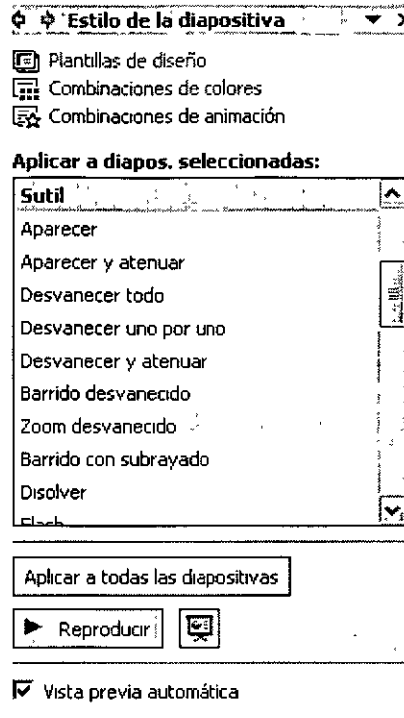 Estilo de la diapositiva
Plantillas de diseño
Combinaciones de colores
Combinaciones de animación
Aplicar a diapos. seleccionadas:
Sutil
Aparecer
Aparecer y atenuar
Desvanecer todo
Desvanecer uno por uno
Desvanecer y atenuar
Barrido desvanecido
Zoom desvanecido
Barrido con subrayado
Disolver
Flash
Aplicar a todas las diapositivas
Reproducir
Vista previa automática